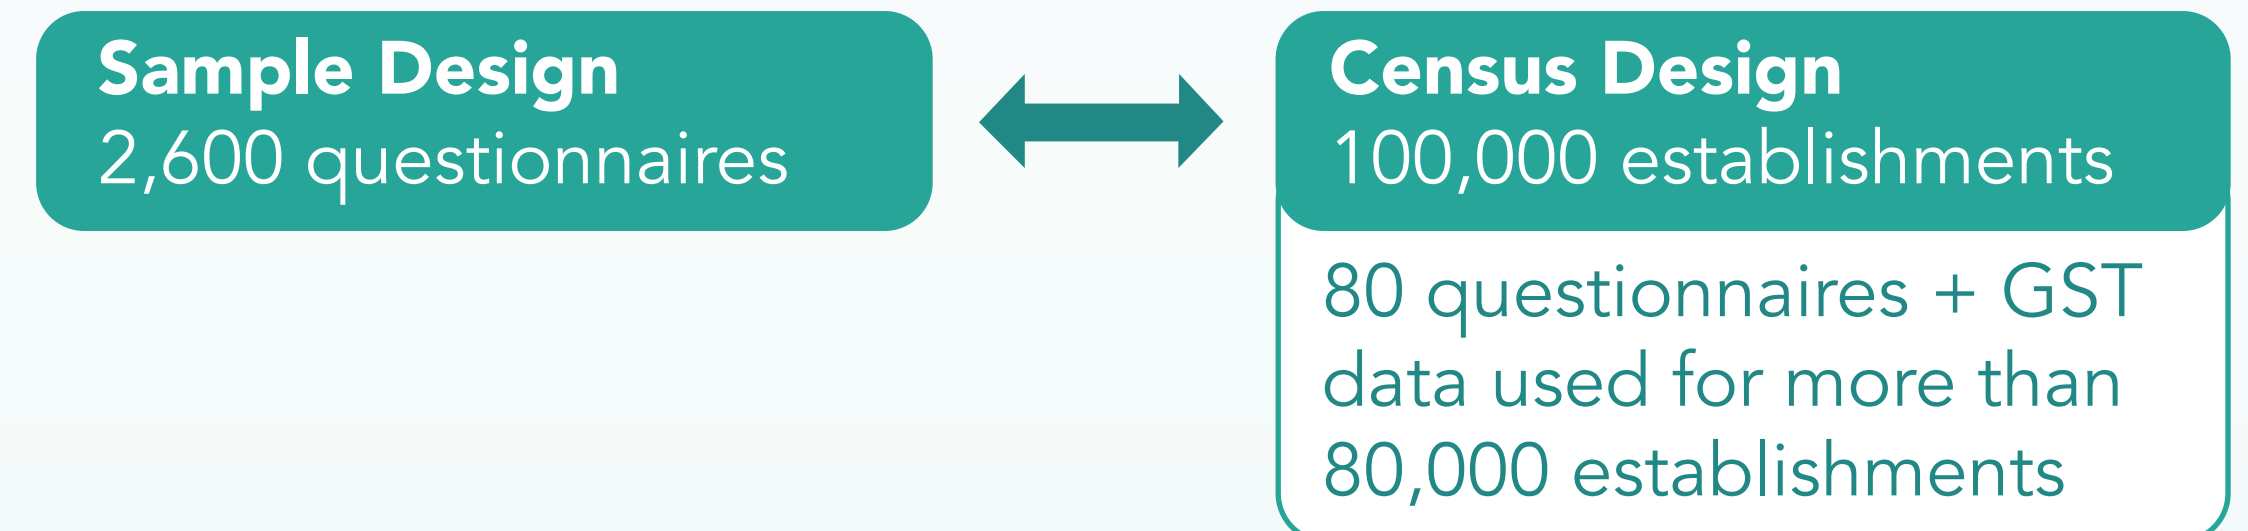 Sample Design
2,600 questionnaires
Census Design
100,000 establishments
80 questionnaires + GST
data used for more than
80,000 establishments